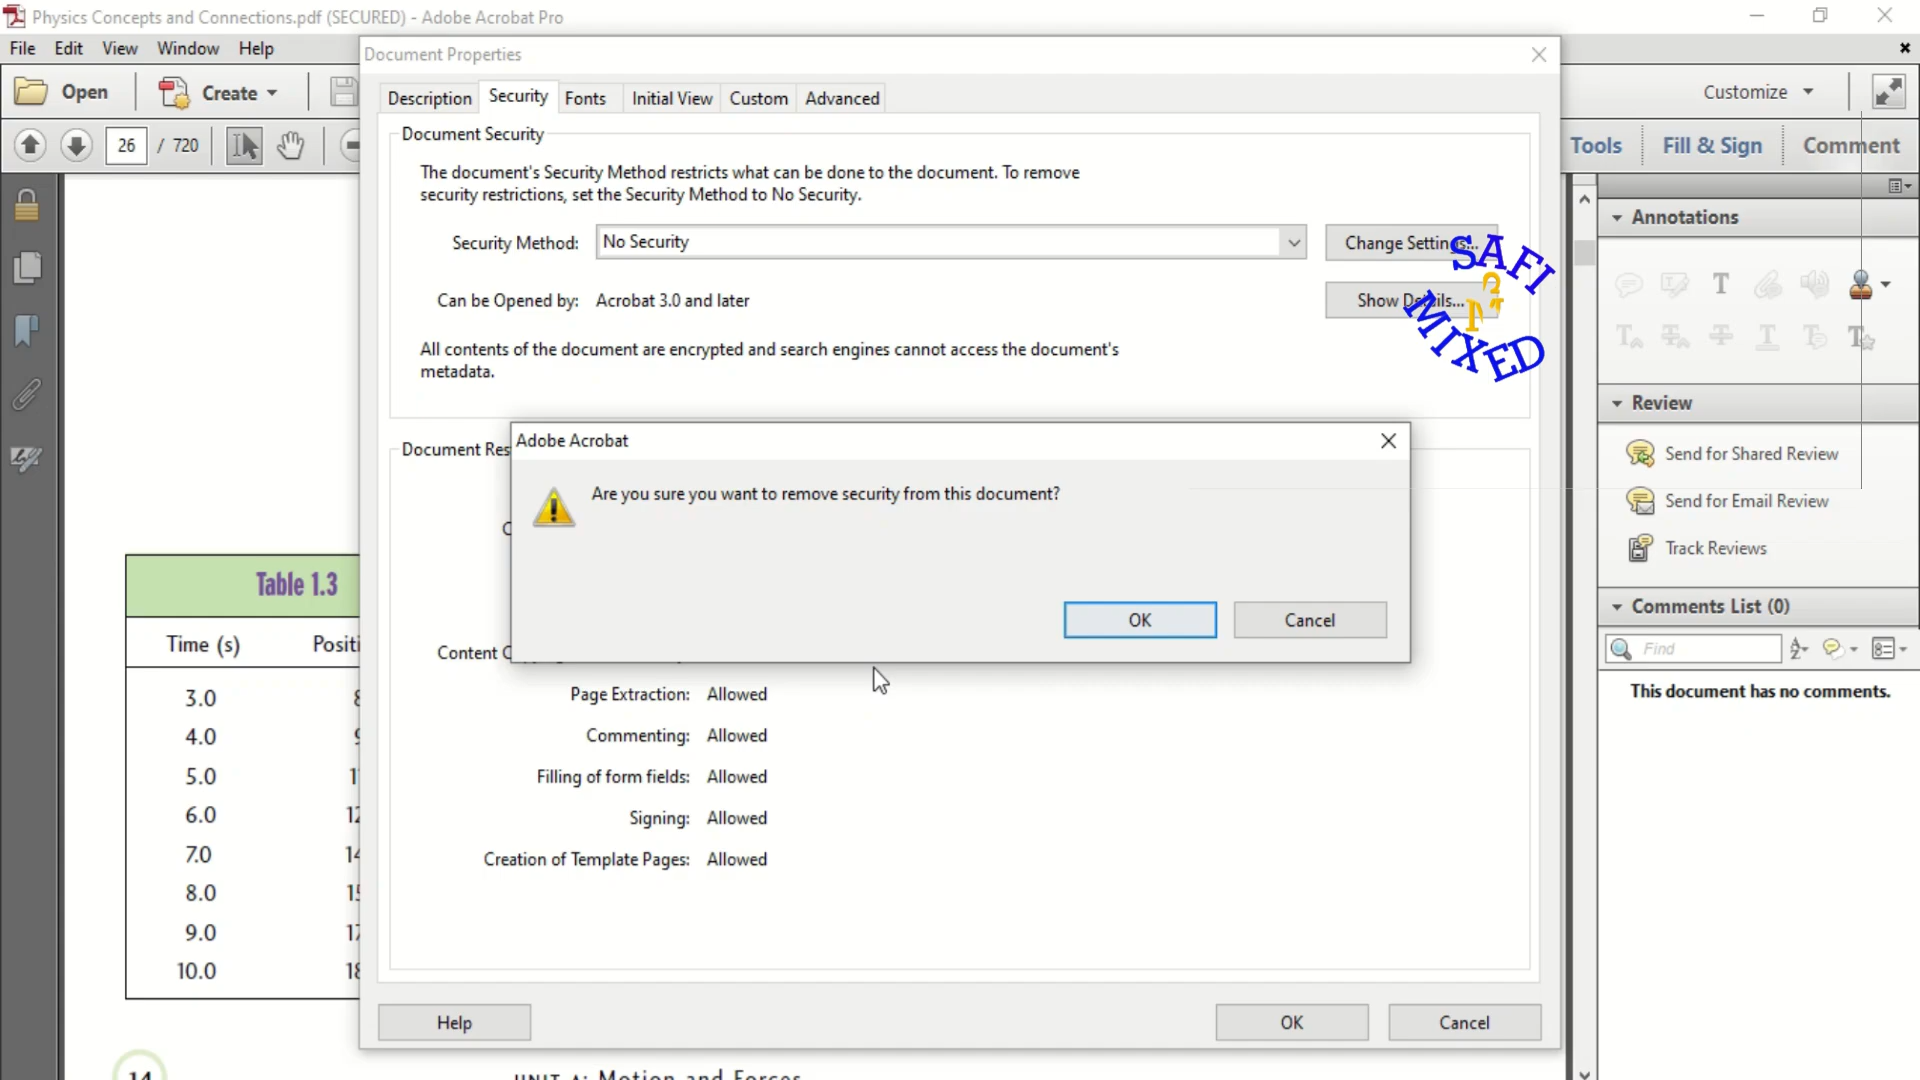 Physics Concepts and Connections.pdf (SECURED) - Adobe Acrobat Pro
File Edit View Window Help
Document Properties
Open Create Customize
Description Security Fonts Initial View Custom Advanced
26 / 720
Tools Fill & Sign Comment
Document Security
The document's Security Method restricts what can be done to the document. To remove
security restrictions, set the Security Method to No Security.
Security Method: No Security Change Settings...
Can be Opened by: Acrobat 3.0 and later Show Details...
All contents of the document are encrypted and search engines cannot access the document's
metadata.
SAFI
MIXED
Annotations
Review
Send for Shared Review
Send for Email Review
Track Reviews
Comments List (0)
Find
This document has no comments.
Document Res
Adobe Acrobat
Are you sure you want to remove security from this document?
OK Cancel
Content
Page Extraction: Allowed
Commenting: Allowed
Filling of form fields: Allowed
Signing: Allowed
Creation of Template Pages: Allowed
Help OK Cancel
Table 1.3
Time (s) Positi
3.0
4.0
5.0
6.0
7.0
8.0
9.0
10.0
14
UNIT A: Motion and Forces